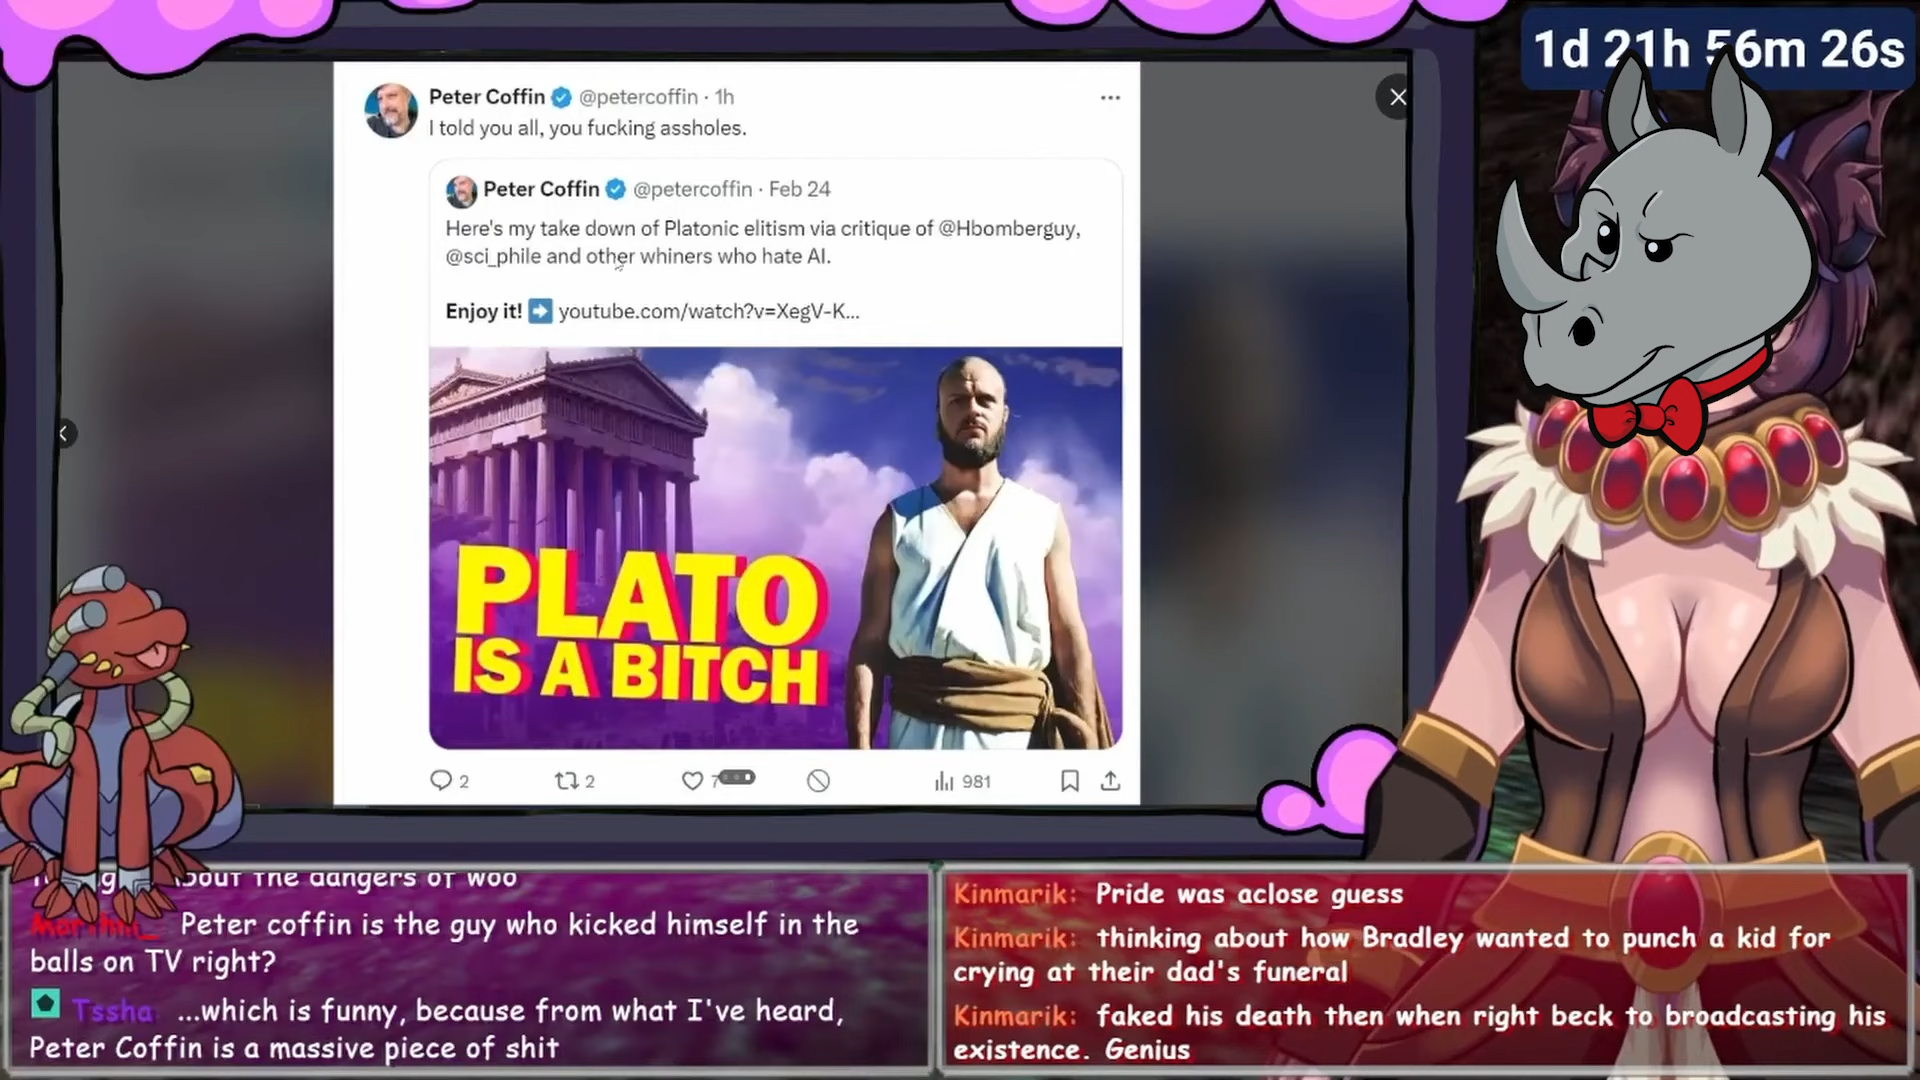 1d 21h 56m 26s
Peter Coffin @petercoffin · 1h
I told you all, you fucking assholes.
Peter Coffin @petercoffin · Feb 24
Here's my take down of Platonic elitism via critique of @Hbomberguy,
@sci_phile and other whiners who hate AI.
Enjoy it! ➡ youtube.com/watch?v=XegV-K...
PLATO
IS A BITCH
2 2 7 981
about the dangers of woo
Peter coffin is the guy who kicked himself in the
balls on TV right?
Tssha ...which is funny, because from what I've heard,
Peter Coffin is a massive piece of shit
Kinmarik: Pride was aclose guess
Kinmarik: thinking about how Bradley wanted to punch a kid for
crying at their dad's funeral
Kinmarik: faked his death then when right beck to broadcasting his
existence. Genius